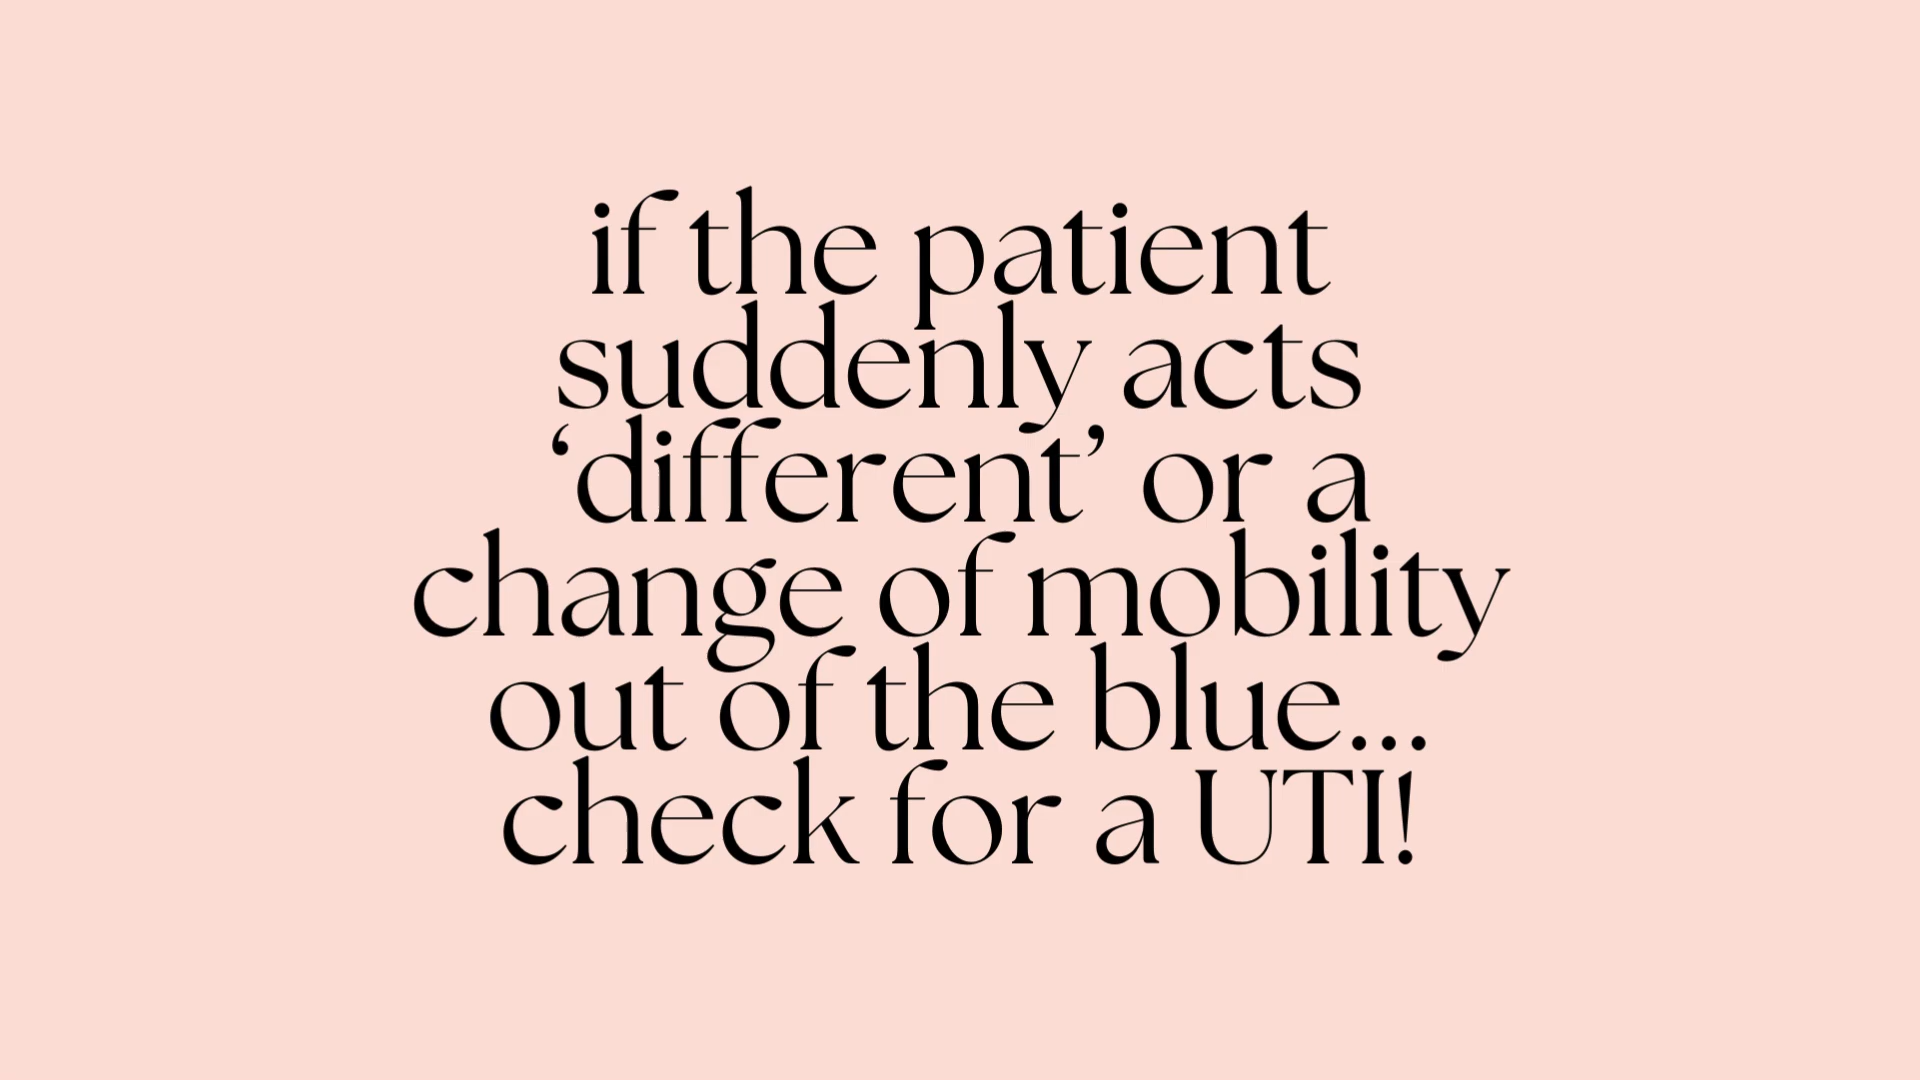 if the patient
suddenly acts
‘different’ or a
change of mobility
out of the blue...
check for a UTI!